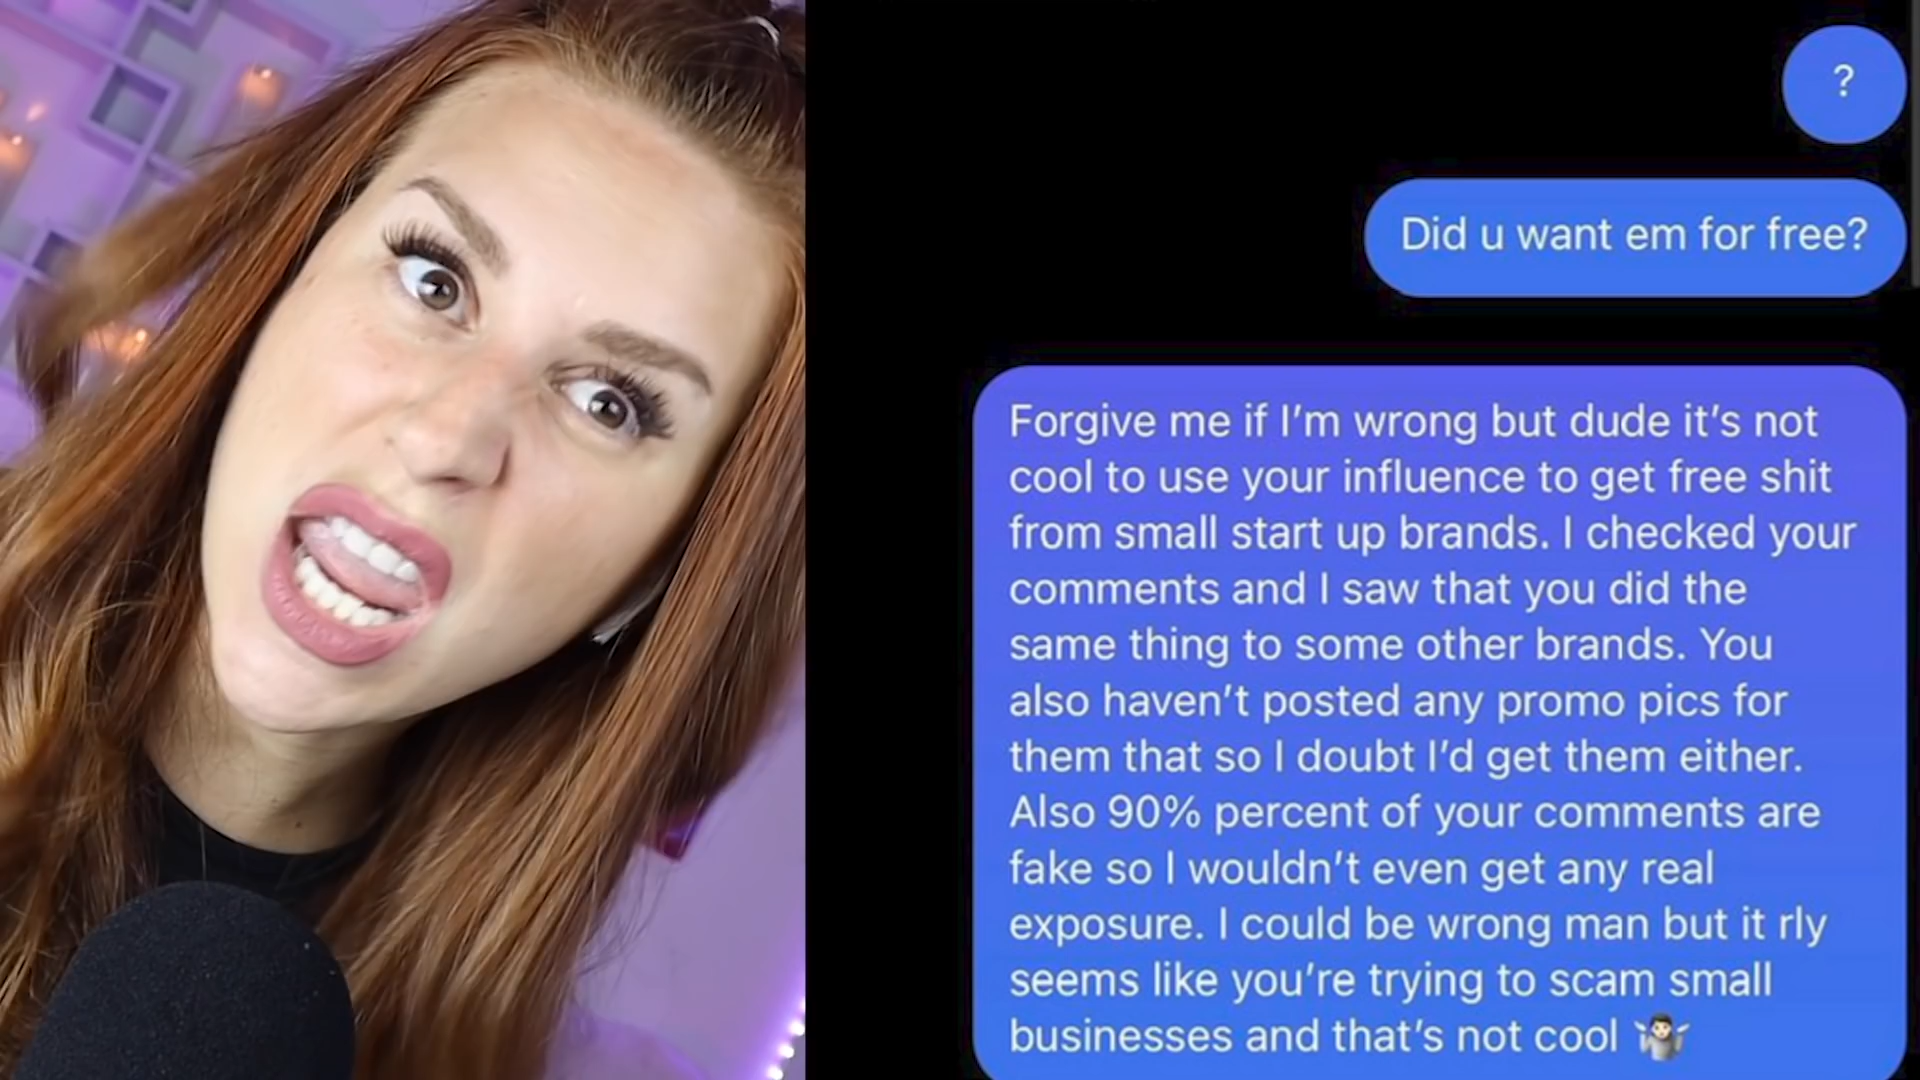 ?
Did u want em for free?
Forgive me if I'm wrong but dude it's not
cool to use your influence to get free shit
from small start up brands. I checked your
comments and I saw that you did the
same thing to some other brands. You
also haven't posted any promo pics for
them that so I doubt I'd get them either.
Also 90% percent of your comments are
fake so I wouldn't even get any real
exposure. I could be wrong man but it rly
seems like you're trying to scam small
businesses and that's not cool 🤷🏻‍♂️